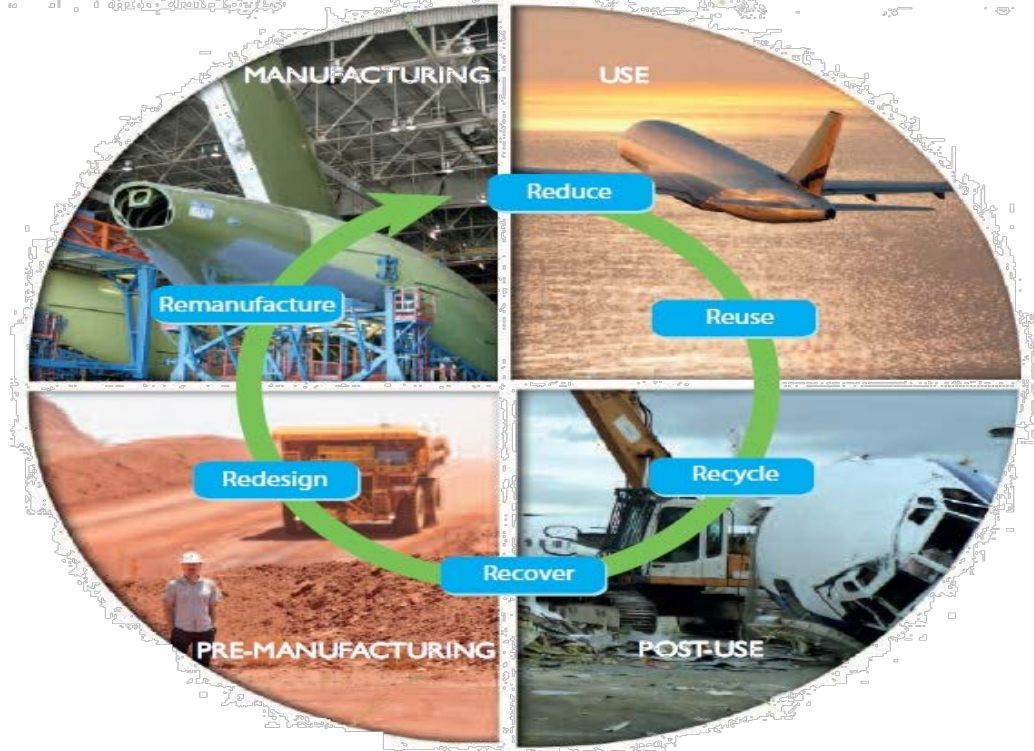 MANUFACTURING
USE
Reduce
Remanufacture
Reuse
Redesign
Recycle
Recover
PRE-MANUFACTURING
POST-USE